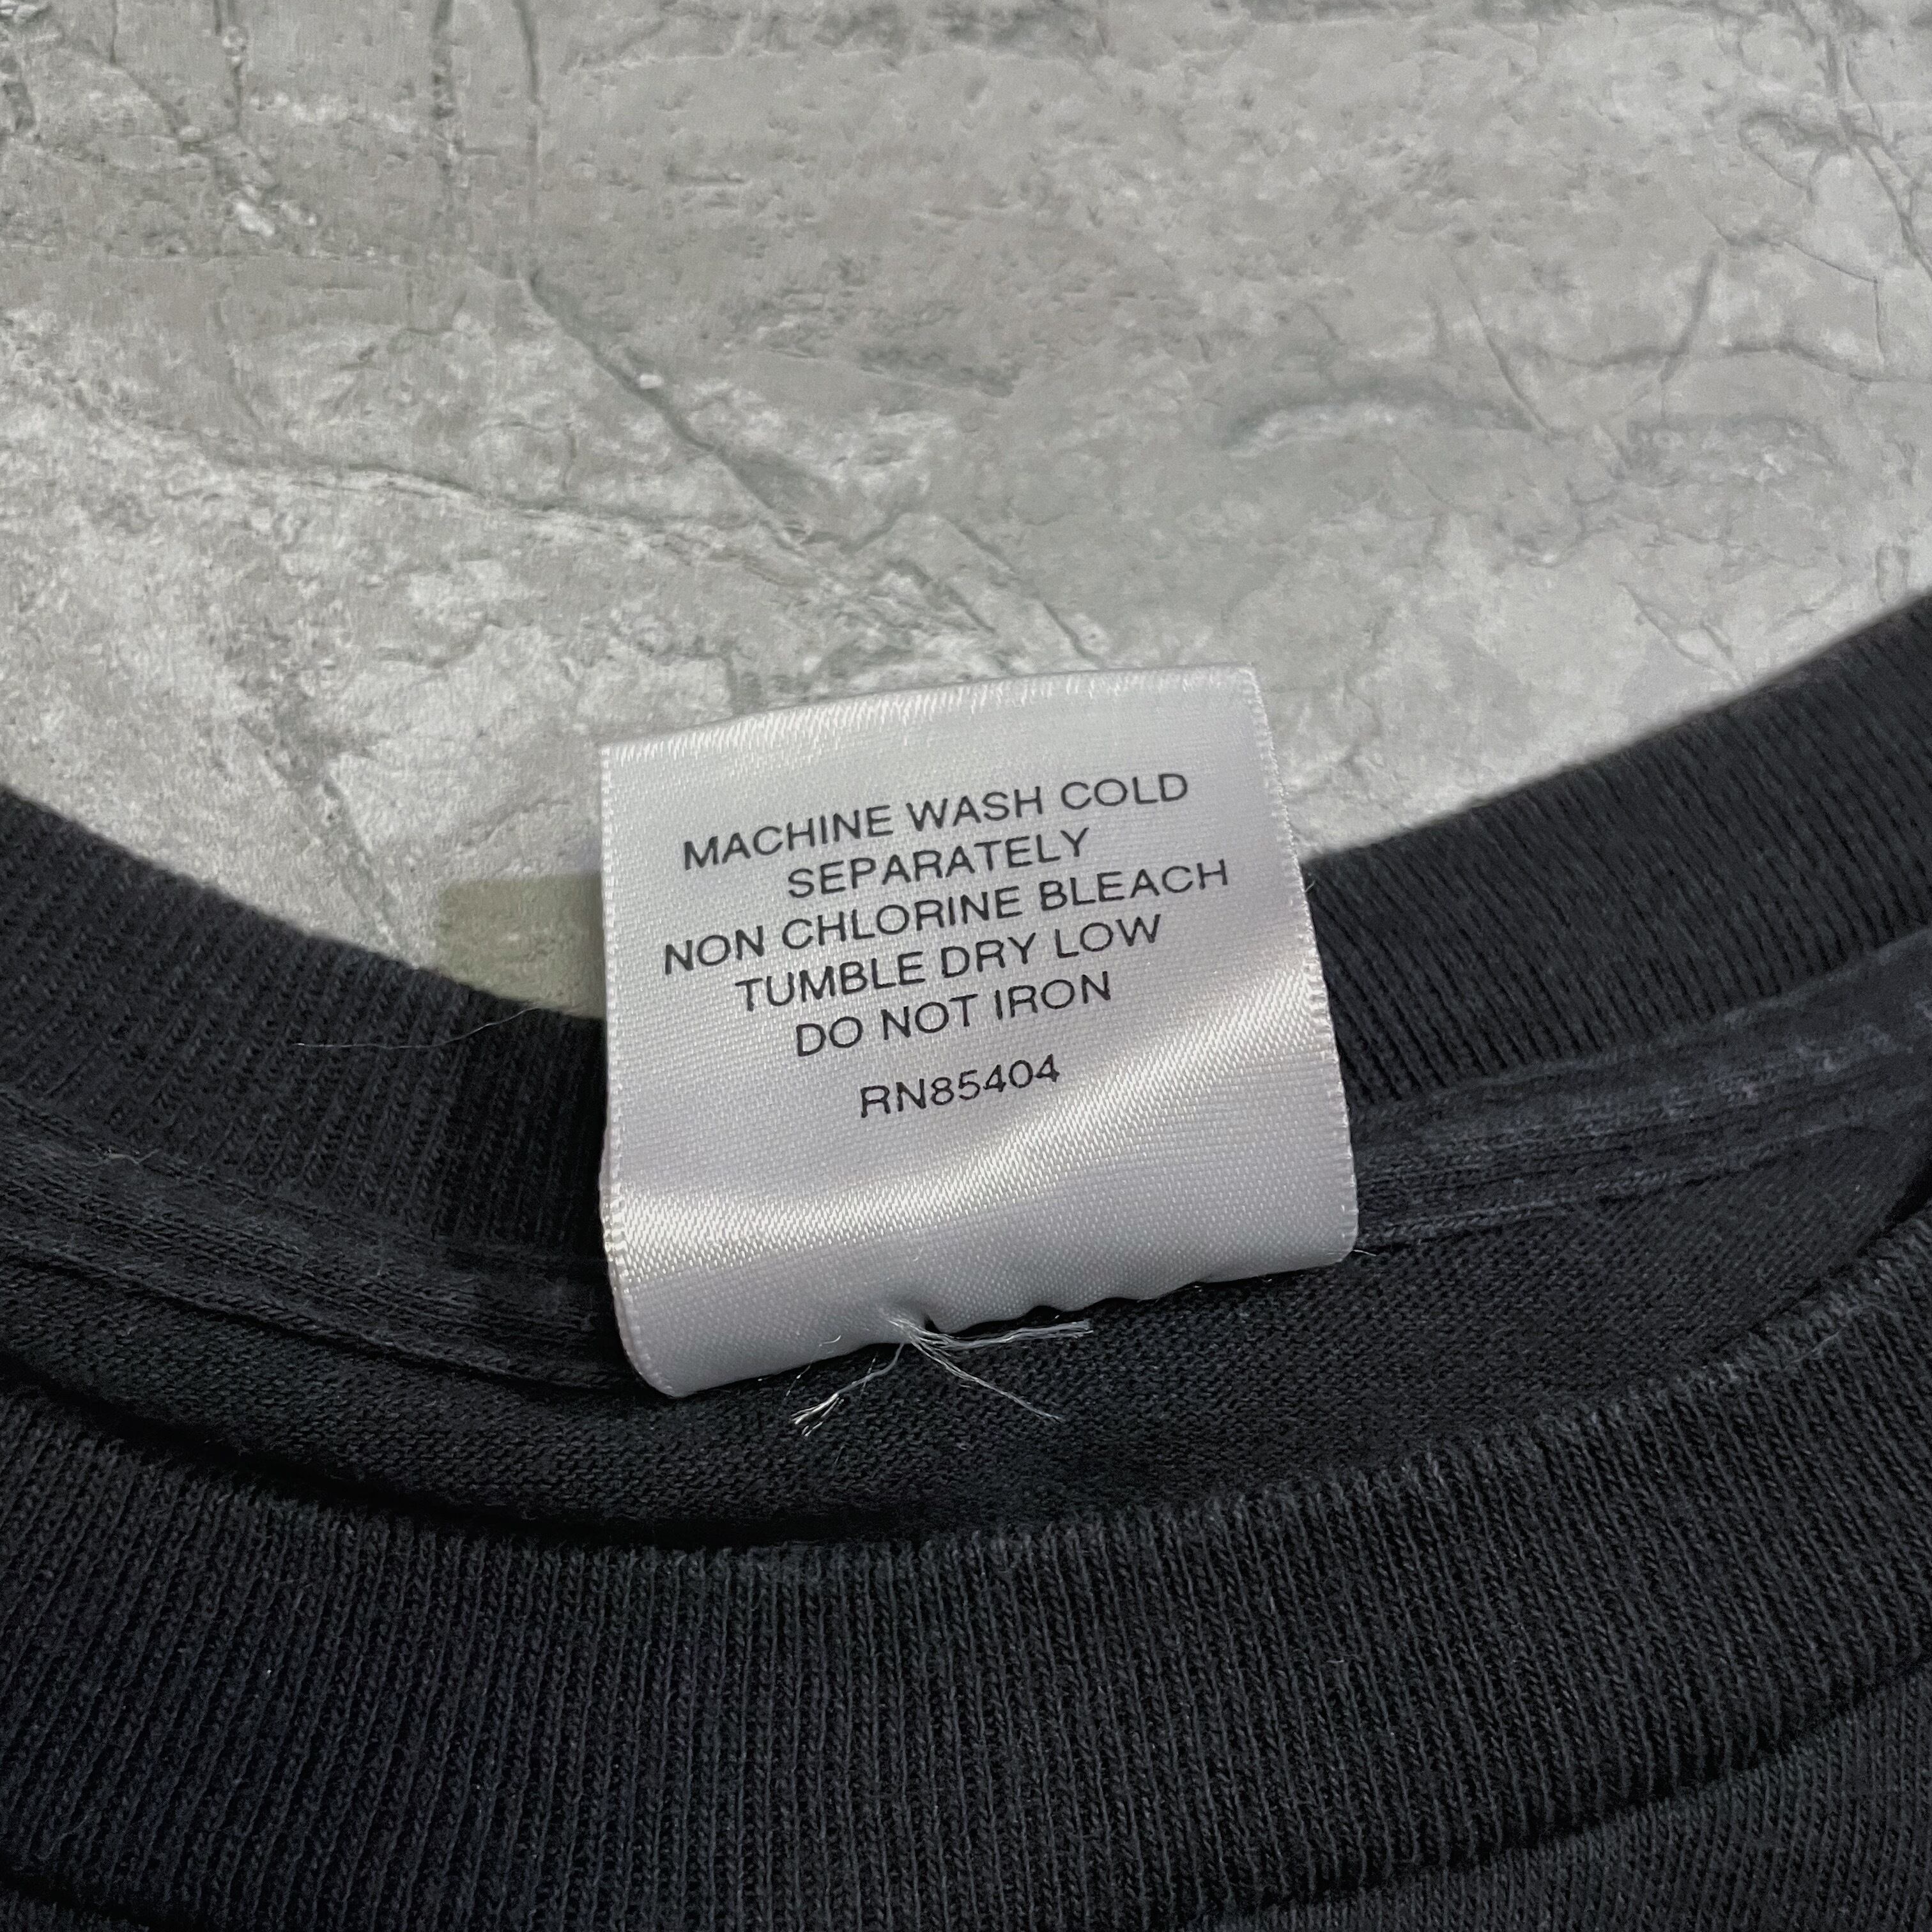 MACHINE WASH COLD
SEPARATELY
NON CHLORINE BLEACH
TUMBLE DRY LOW
DO NOT IRON
RN85404